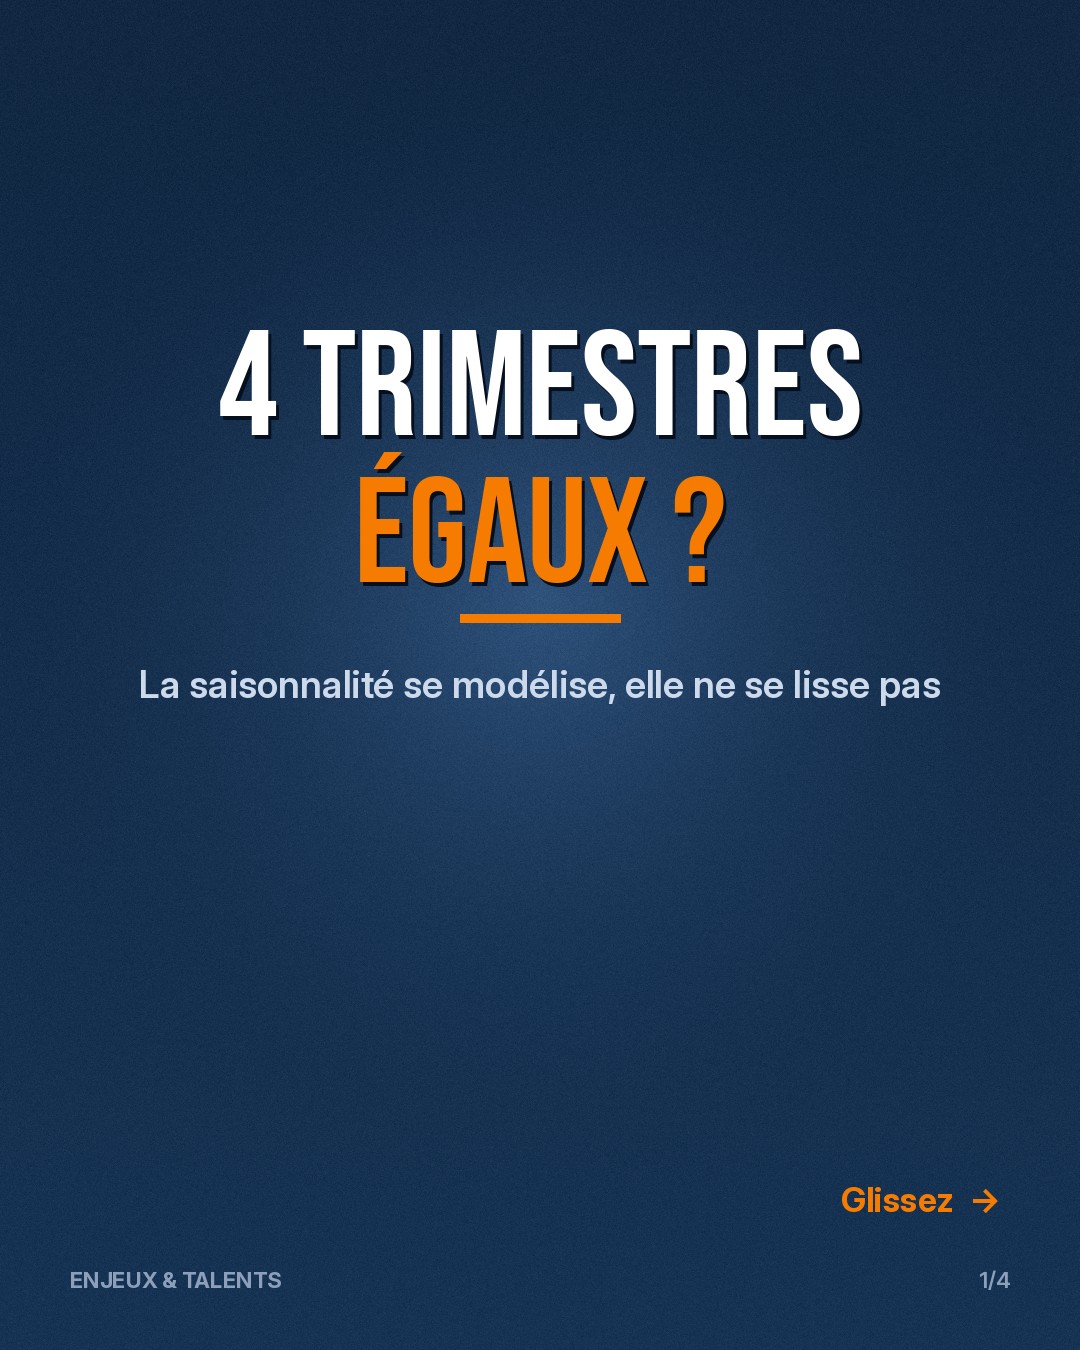 4 TRIMESTRES
ÉGAUX ?
La saisonnalité se modélise, elle ne se lisse pas
Glissez →
ENJEUX & TALENTS
1/4